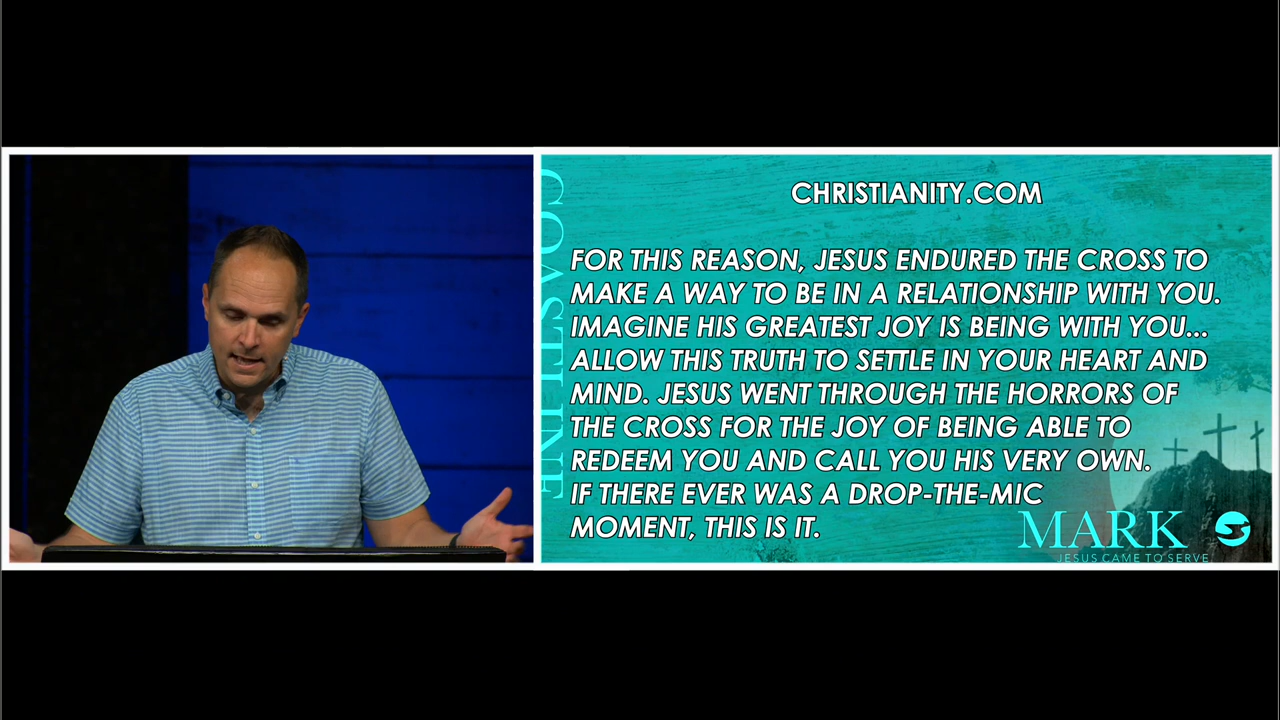 COASTLINE
CHRISTIANITY.COM
FOR THIS REASON, JESUS ENDURED THE CROSS TO
MAKE A WAY TO BE IN A RELATIONSHIP WITH YOU.
IMAGINE HIS GREATEST JOY IS BEING WITH YOU...
ALLOW THIS TRUTH TO SETTLE IN YOUR HEART AND
MIND. JESUS WENT THROUGH THE HORRORS OF
THE CROSS FOR THE JOY OF BEING ABLE TO
REDEEM YOU AND CALL YOU HIS VERY OWN.
IF THERE EVER WAS A DROP-THE-MIC
MOMENT, THIS IS IT.
MARK
JESUS CAME TO SERVE